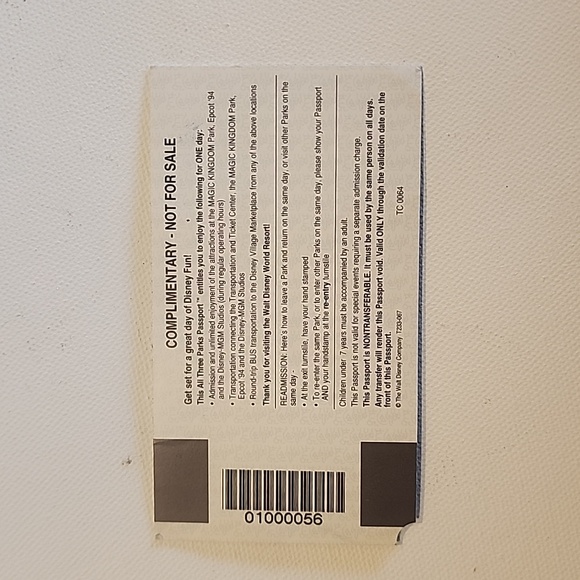 COMPLIMENTARY - NOT FOR SALE
Get set for a great day of Disney Fun!
This All Three Parks Passport™ entitles you to enjoy the following for ONE day:
• Admission and unlimited enjoyment of the attractions at the MAGIC KINGDOM Park, Epcot '94
and the Disney-MGM Studios (during regular operating hours)
• Transportation connecting the Transportation and Ticket Center, the MAGIC KINGDOM Park,
Epcot '94 and the Disney-MGM Studios
• Round-trip BUS transportation to the Disney Village Marketplace from any of the above locations
Thank you for visiting the Walt Disney World Resort!
READMISSION: Here's how to leave a Park and return on the same day, or visit other Parks on the
same day
• At the exit turnstile, have your hand stamped
• To re-enter the same Park, or to enter other Parks on the same day, please show your Passport
AND your handstamp at the re-entry turnstile
Children under 7 years must be accompanied by an adult.
This Passport is not valid for special events requiring a separate admission charge.
This Passport is NONTRANSFERABLE. It must be used by the same person on all days.
Any transfer will render this Passport void. Valid ONLY through the validation date on the
front of this Passport.
© The Walt Disney Company 7233-067 TC 0064
01000056